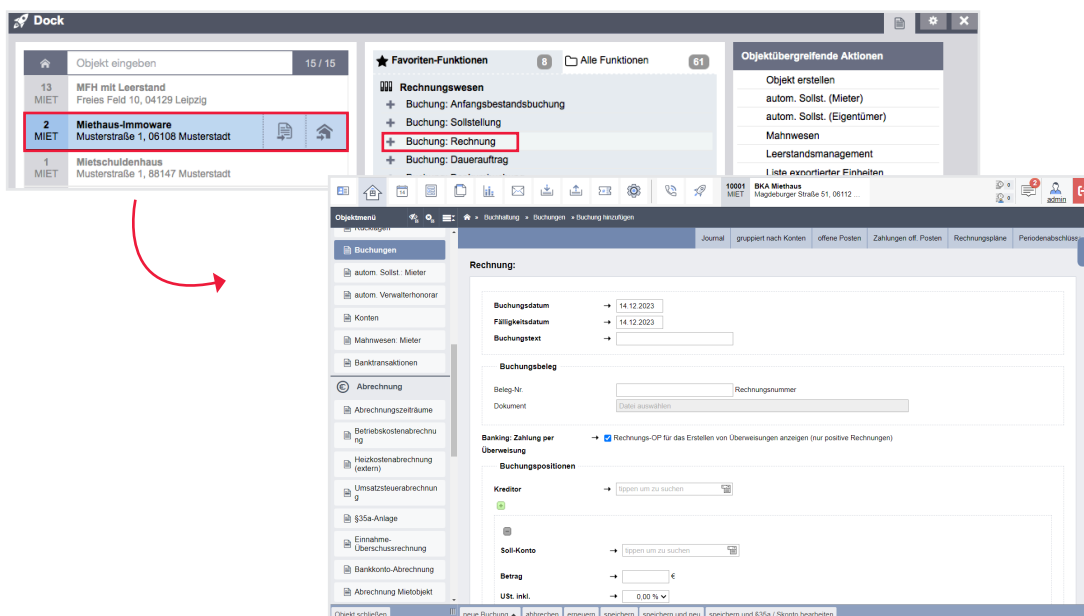 Dock
Objekt eingeben
15 / 15
13
MIET
MFH mit Leerstand
Freies Feld 10, 04129 Leipzig
2
MIET
Miethaus-Immoware
Musterstraße 1, 06108 Musterstadt
1
MIET
Mietschuldenhaus
Musterstraße 1, 88147 Musterstadt
Favoriten-Funktionen
8
Alle Funktionen
61
Rechnungswesen
Buchung: Anfangsbestandsbuchung
Buchung: Sollstellung
Buchung: Rechnung
Buchung: Dauerauftrag
Objektübergreifende Aktionen
Objekt erstellen
autom. Sollst. (Mieter)
autom. Sollst. (Eigentümer)
Mahnwesen
Leerstandsmanagement
Liste exportierter Einheiten
10001
MIET
BKA Miethaus
Magdeburger Straße 51, 06112 ...
0
0
2
admin
Objektmenü
» Buchhaltung » Buchungen » Buchung hinzufügen
Journal
gruppiert nach Konten
offene Posten
Zahlungen off. Posten
Rechnungspläne
Periodenabschlüsse
Rücklagen
Buchungen
autom. Sollst.: Mieter
autom. Verwalterhonorar
Konten
Mahnwesen: Mieter
Banktransaktionen
Abrechnung
Abrechnungszeiträume
Betriebskostenabrechnu
ng
Heizkostenabrechnung
(extern)
Umsatzsteuerabrechnun
g
§35a-Anlage
Einnahme-
Überschussrechnung
Bankkonto-Abrechnung
Abrechnung Mietobjekt
Objekt schließen
Rechnung:
Buchungsdatum
14.12.2023
Fälligkeitsdatum
14.12.2023
Buchungstext
Buchungsbeleg
Beleg-Nr.
Rechnungsnummer
Dokument
Datei auswählen
Banking: Zahlung per
Überweisung
Rechnungs-OP für das Erstellen von Überweisungen anzeigen (nur positive Rechnungen)
Buchungspositionen
Kreditor
tippen um zu suchen
Soll-Konto
tippen um zu suchen
Betrag
€
USt. inkl.
0,00 %
neue Buchung
abbrechen
erneuern
speichern
speichern und neu
speichern und §35a / Skonto bearbeiten